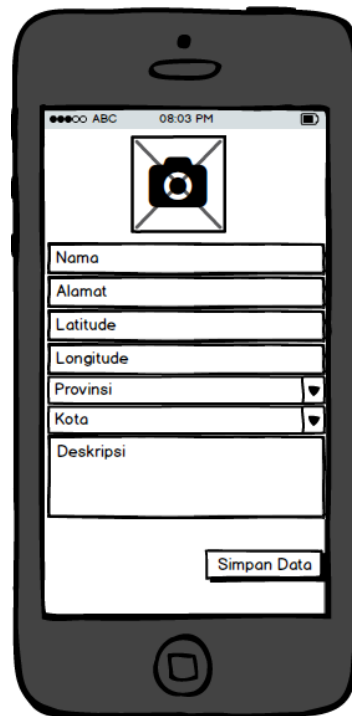 ABC 08:03 PM
Nama
Alamat
Latitude
Longitude
Provinsi
Kota
Deskripsi
Simpan Data